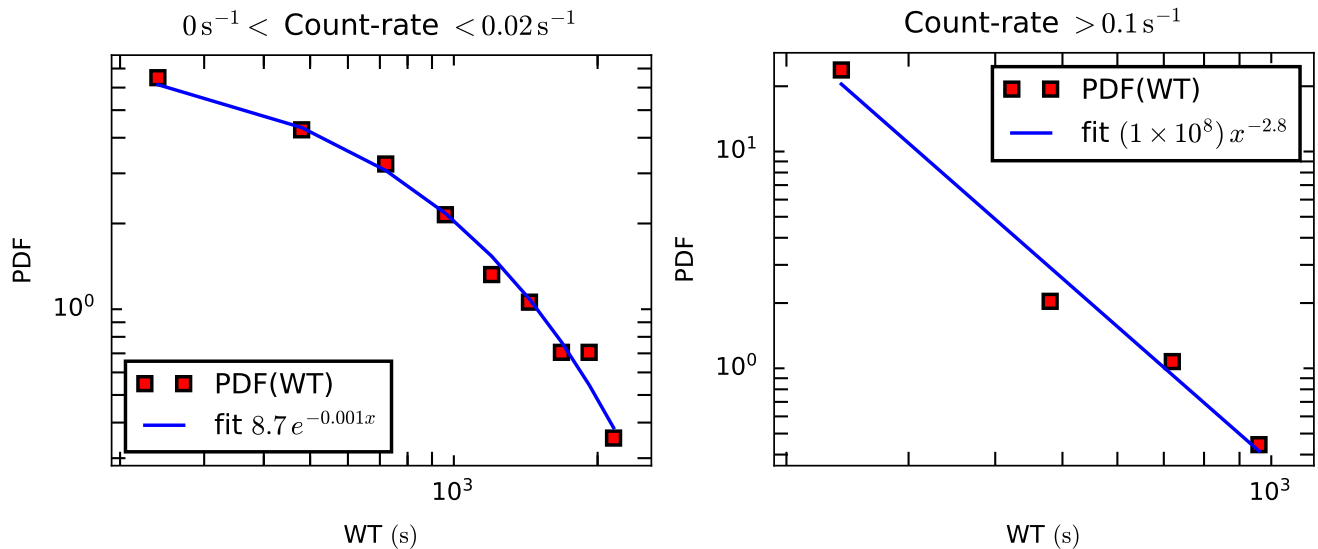 0 s⁻¹ < Count-rate < 0.02 s⁻¹
PDF
10⁰
PDF(WT)
fit 8.7 e^{−0.001x}
10³
WT (s)
Count-rate > 0.1 s⁻¹
PDF
10¹
10⁰
PDF(WT)
fit (1 × 10⁸) x^{−2.8}
10³
WT (s)